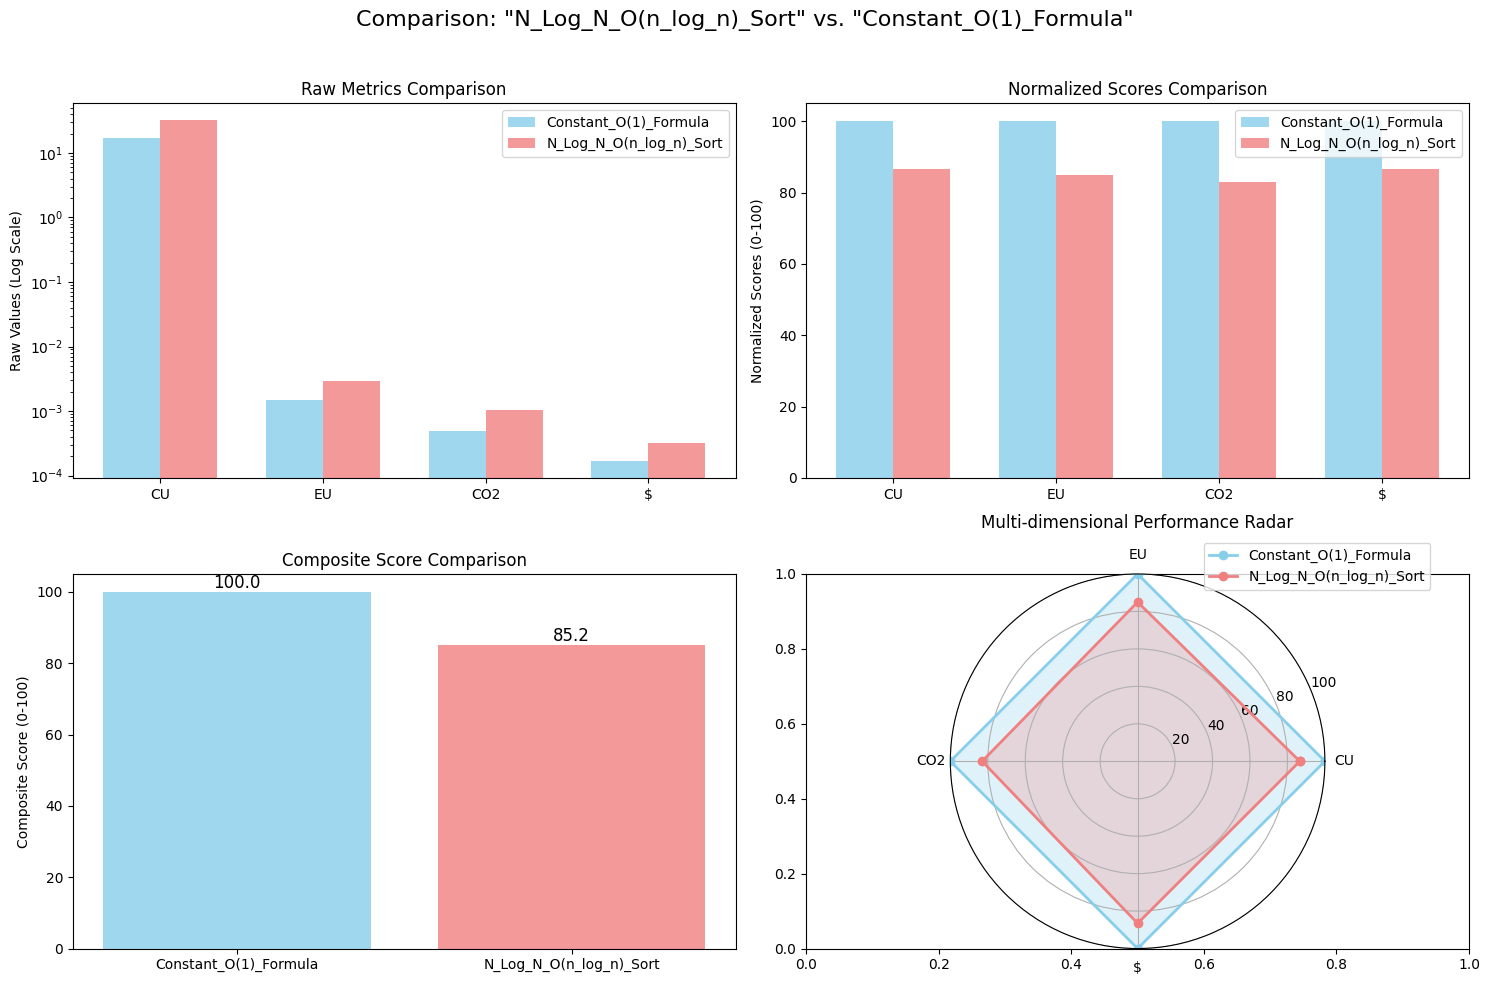 Comparison: "N_Log_N_O(n_log_n)_Sort" vs. "Constant_O(1)_Formula"
Raw Metrics Comparison
Raw Values (Log Scale)
10¹
10⁰
10⁻¹
10⁻²
10⁻³
10⁻⁴
CU EU CO2 $
Constant_O(1)_Formula
N_Log_N_O(n_log_n)_Sort
Normalized Scores Comparison
Normalized Scores (0-100)
100
80
60
40
20
0
CU EU CO2 $
Constant_O(1)_Formula
N_Log_N_O(n_log_n)_Sort
Composite Score Comparison
Composite Score (0-100)
100
80
60
40
20
0
100.0
85.2
Constant_O(1)_Formula N_Log_N_O(n_log_n)_Sort
Multi-dimensional Performance Radar
EU
Constant_O(1)_Formula
N_Log_N_O(n_log_n)_Sort
1.0
0.8
0.6
0.4
0.2
0.0
100
80
60
40
20
CO2
CU
$
0.0 0.2 0.4 0.6 0.8 1.0